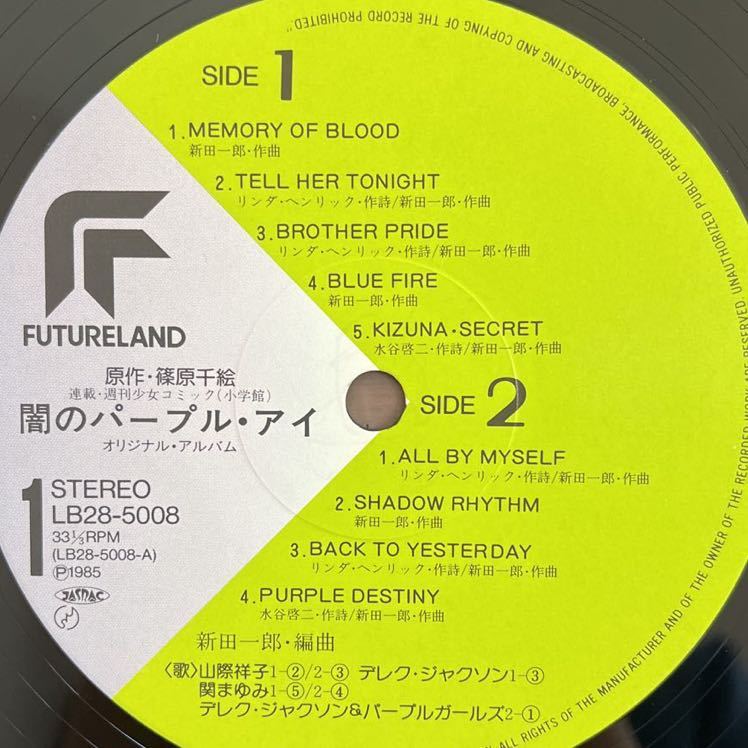 SIDE 1
1.MEMORY OF BLOOD
新田一郎・作曲
2.TELL HER TONIGHT
リンダ・ヘンリック・作詩/新田一郎・作曲
3.BROTHER PRIDE
リンダ・ヘンリック・作詩/新田一郎・作曲
4.BLUE FIRE
新田一郎・作曲
5.KIZUNA・SECRET
水谷啓二・作詩/新田一郎・作曲
SIDE 2
1.ALL BY MYSELF
リンダ・ヘンリック・作詩/新田一郎・作曲
2.SHADOW RHYTHM
新田一郎・作曲
3.BACK TO YESTERDAY
リンダ・ヘンリック・作詩/新田一郎・作曲
4.PURPLE DESTINY
水谷啓二・作詩/新田一郎・作曲
新田一郎・編曲
〈歌〉山際祥子1-②/2-③ デレク・ジャクソン1-③
関まゆみ1-⑤/2-④
デレク・ジャクソン&パープルガールズ2-①
FUTURELAND
原作・篠原千絵
連載・週刊少女コミック(小学館)
闇のパープル・アイ
オリジナル・アルバム
1
STEREO
LB28-5008
33⅓RPM
(LB28-5008-A)
Ⓟ1985
JASRAC
ALL RIGHTS OF THE MANUFACTURER AND OF THE OWNER OF THE RECORDED RESERVED. UNAUTHORIZED PUBLIC PERFORMANCE, BROADCASTING AND COPYING OF THE RECORD PROHIBITED"